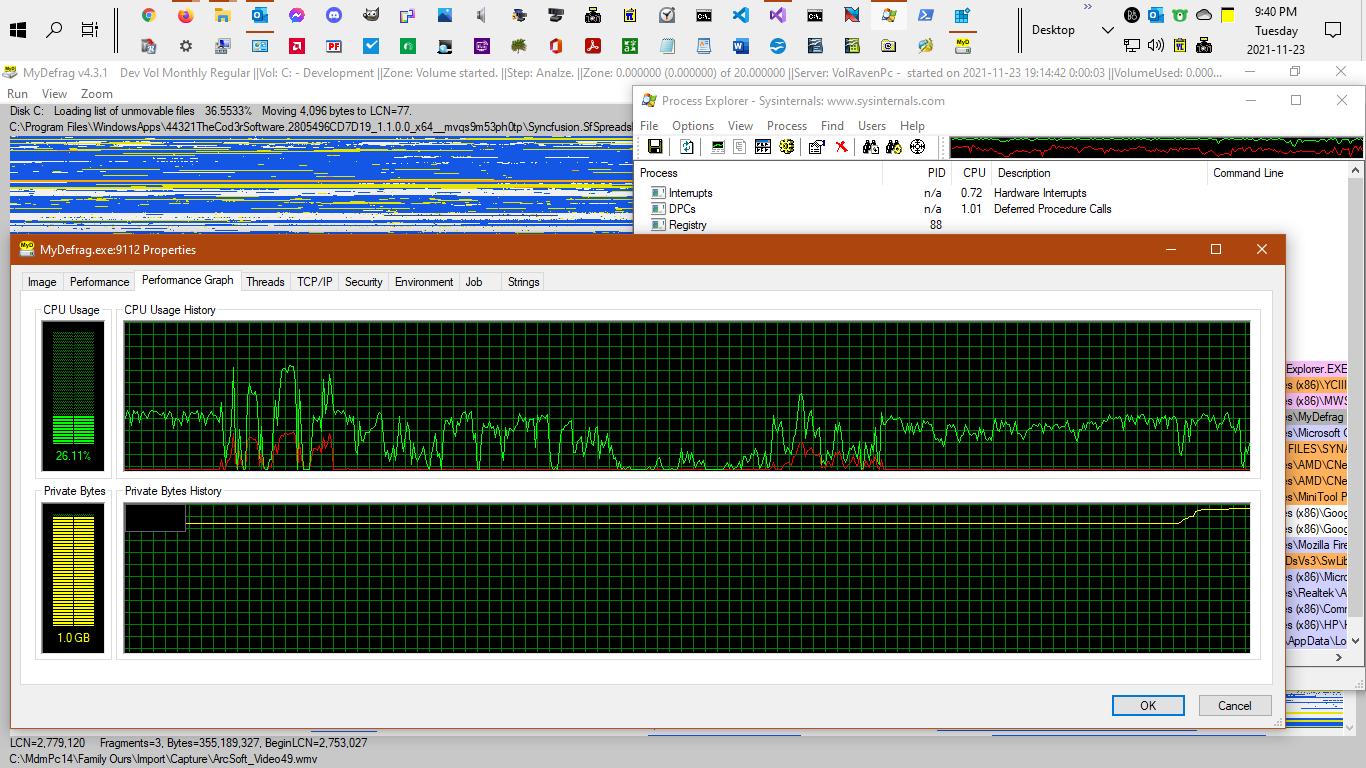 9:40 PM
Tuesday
2021-11-23
Desktop
MyDefrag v4.3.1 Dev Vol Monthly Regular ||Vol: C: - Development ||Zone: Volume started. ||Step: Analze. ||Zone: 0.000000 (0.000000) of 20.000000 ||Server: VolRavenPc - started on 2021-11-23 19:14:42 0:00:03 ||VolumeUsed: 0.000...
Run View Zoom
Disk C: Loading list of unmovable files 36.5533% Moving 4,096 bytes to LCN=77.
C:\Program Files\WindowsApps\44321TheCod3rSoftware.2805496CD7D19_1.1.0.0_x64__mvqs9m53ph0tp\Syncfusion.SfSpreads
Process Explorer - Sysinternals: www.sysinternals.com
File Options View Process Find Users Help
Process PID CPU Description Command Line
Interrupts n/a 0.72 Hardware Interrupts
DPCs n/a 1.01 Deferred Procedure Calls
Registry 88
MyDefrag.exe:9112 Properties
Image Performance Performance Graph Threads TCP/IP Security Environment Job Strings
CPU Usage CPU Usage History
26.11%
Private Bytes Private Bytes History
1.0 GB
Explorer.EXE
es (x86)\YCIII
es (x86)\MWS
es\MyDefrag
es\Microsoft
FILES\SYNA
es\AMD\CNe
es\AMD\CNe
es\MiniTool P
es (x86)\Goog
es (x86)\Goog
es\Mozilla Fire
DsVs3\SwLib
es (x86)\Micro
es\Realtek\A
es (x86)\Comm
es (x86)\HP\
\AppData\Lo
OK Cancel
LCN=2,779,120 Fragments=3, Bytes=355,189,327, BeginLCN=2,753,027
C:\MdmPc14\Family Ours\Import\Capture\ArcSoft_Video49.wmv